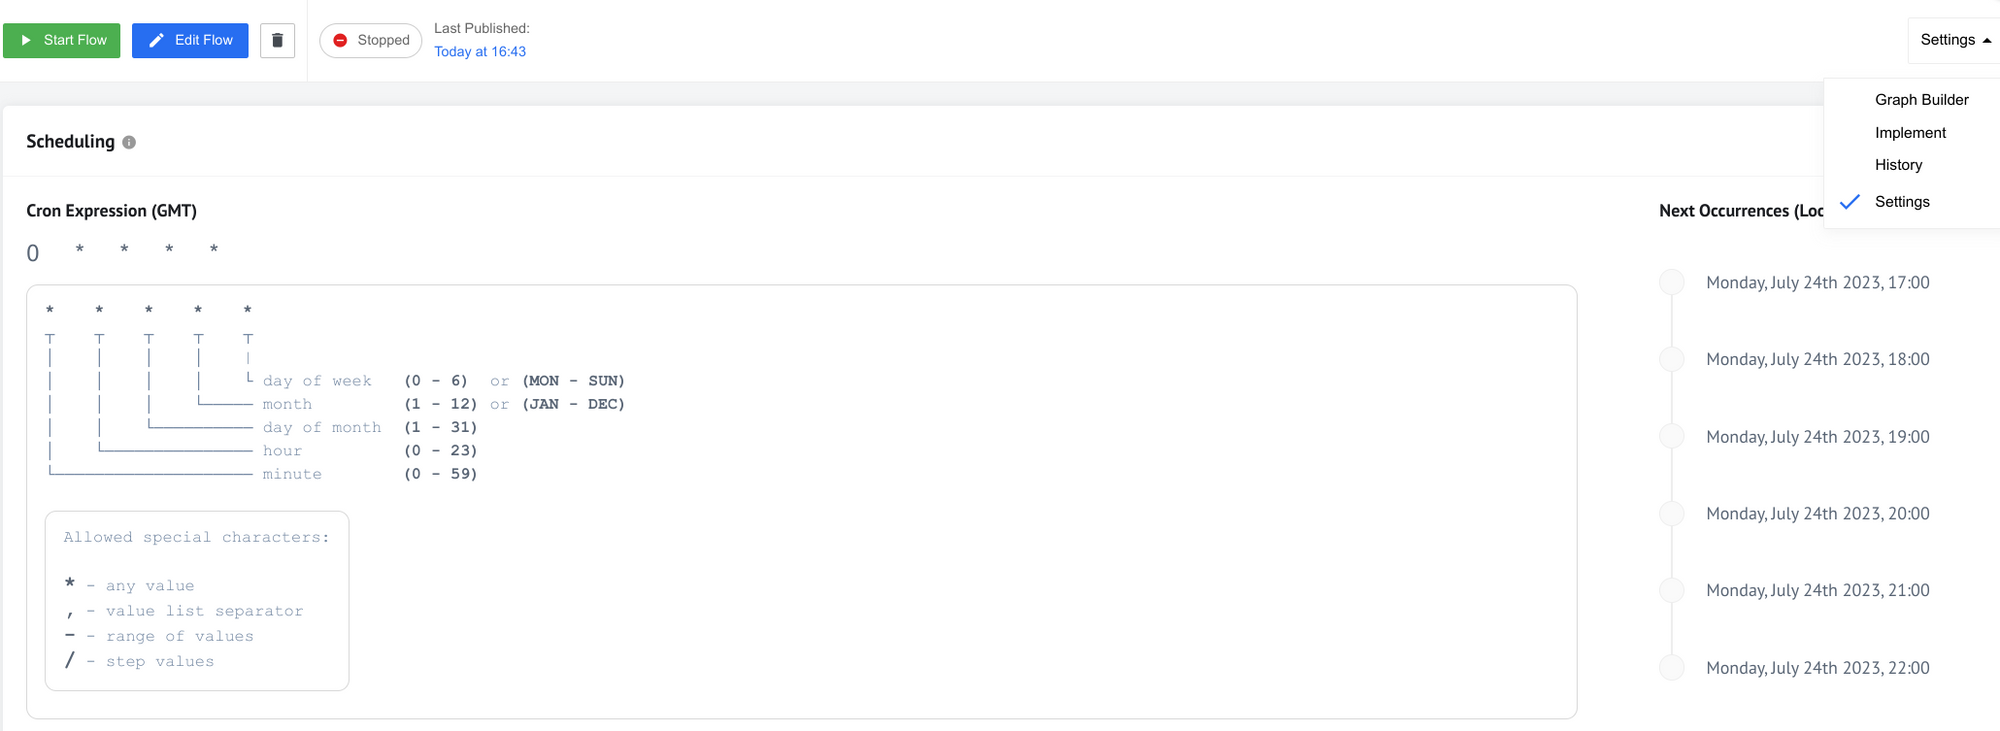 Start Flow
Edit Flow
Stopped
Last Published:
Today at 16:43
Settings
Graph Builder
Implement
History
Settings
Scheduling
Cron Expression (GMT)
0 * * * *
* * * * *
day of week (0 - 6) or (MON - SUN)
month (1 - 12) or (JAN - DEC)
day of month (1 - 31)
hour (0 - 23)
minute (0 - 59)
Allowed special characters:
* - any value
, - value list separator
- - range of values
/ - step values
Next Occurrences (Loc
Monday, July 24th 2023, 17:00
Monday, July 24th 2023, 18:00
Monday, July 24th 2023, 19:00
Monday, July 24th 2023, 20:00
Monday, July 24th 2023, 21:00
Monday, July 24th 2023, 22:00